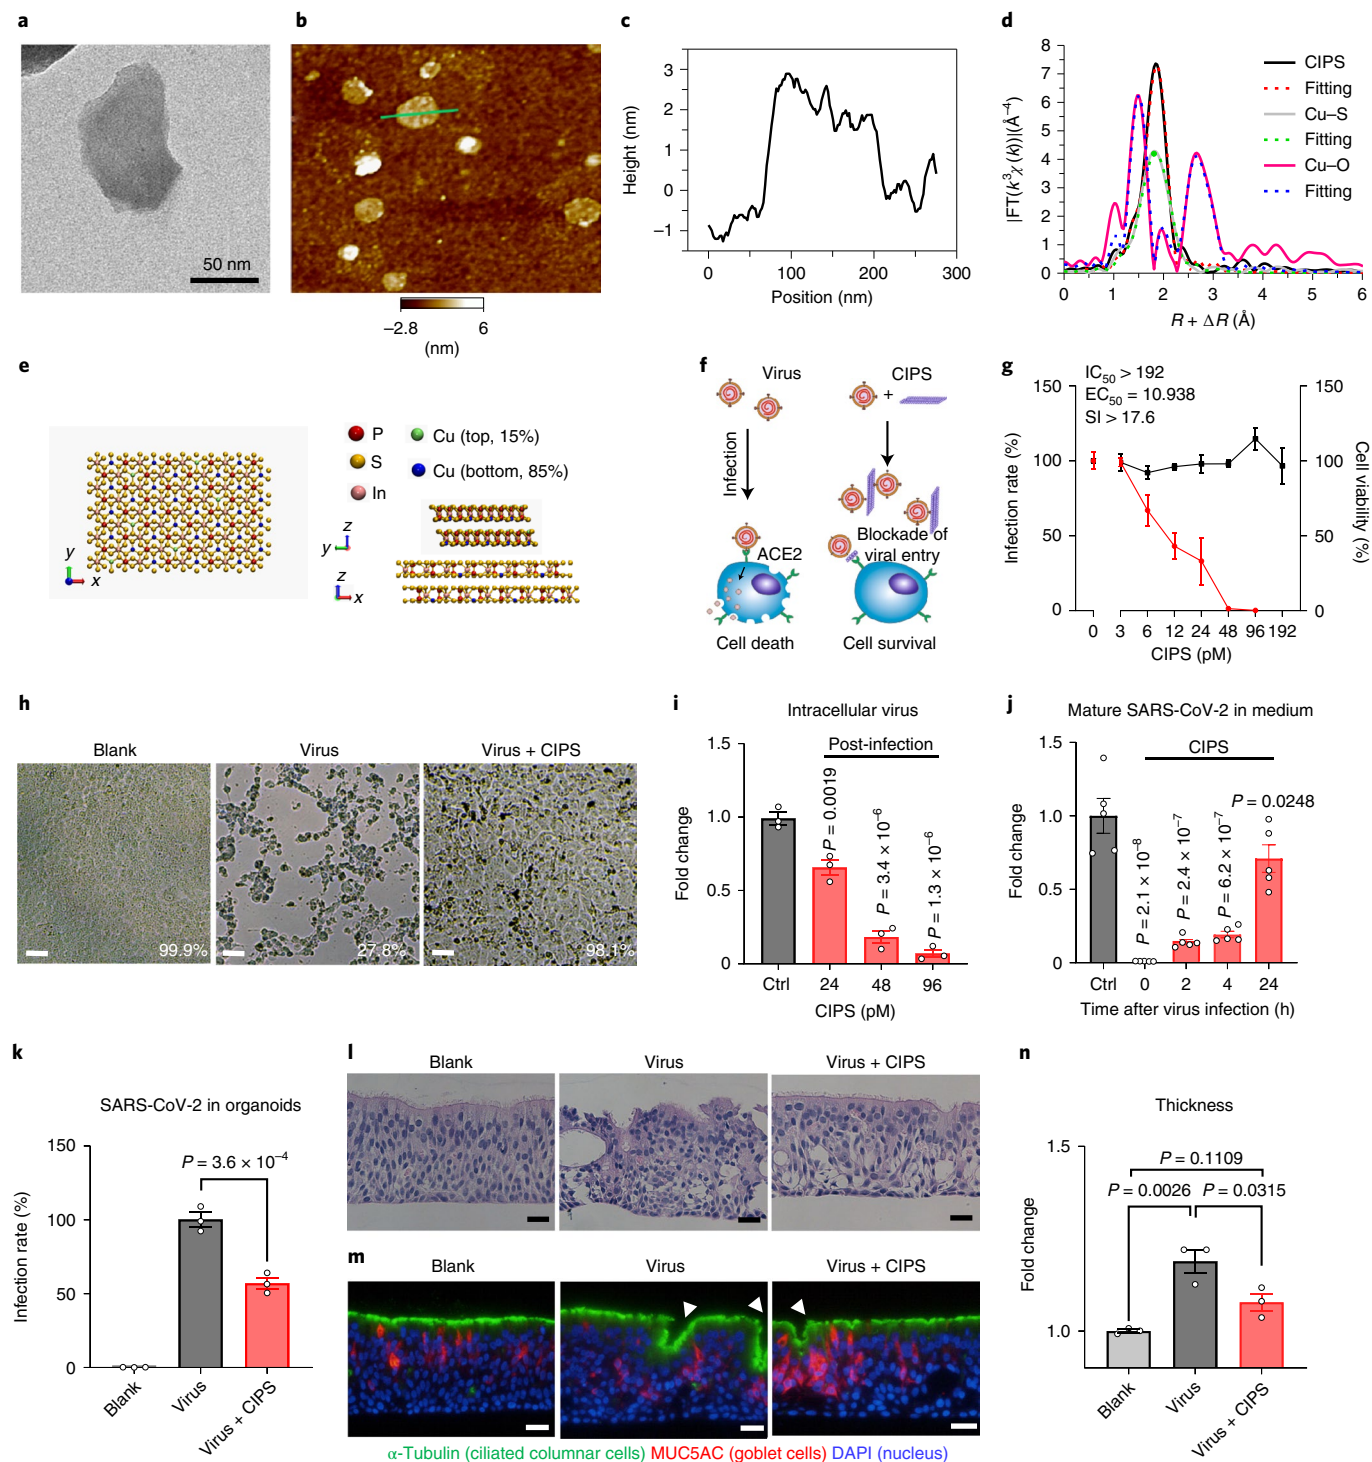 a
50 nm
b
–2.8 6
(nm)
c
Height (nm)
3
2
1
0
–1
0 100 200 300
Position (nm)
d
|FT(k³χ(k))|(Å⁻⁴)
8
7
6
5
4
3
2
1
0
0 1 2 3 4 5 6
R + ΔR (Å)
CIPS
Fitting
Cu–S
Fitting
Cu–O
Fitting
e
y
x
P
S
In
Cu (top, 15%)
Cu (bottom, 85%)
z
y
z
x
f
Virus
CIPS
+
Infection
ACE2
Blockade of
viral entry
Cell death
Cell survival
g
IC₅₀ > 192
EC₅₀ = 10.938
SI > 17.6
Infection rate (%)
150
100
50
0
Cell viability (%)
150
100
50
0
0 3 6 12 24 48 96 192
CIPS (pM)
h
Blank
Virus
Virus + CIPS
99.9%
27.8%
98.1%
i
Intracellular virus
Post-infection
Fold change
1.5
1.0
0.5
0
P = 0.0019
P = 3.4 × 10⁻⁶
P = 1.3 × 10⁻⁶
Ctrl 24 48 96
CIPS (pM)
j
Mature SARS-CoV-2 in medium
CIPS
Fold change
1.5
1.0
0.5
0
P = 2.1 × 10⁻⁸
P = 2.4 × 10⁻⁷
P = 6.2 × 10⁻⁷
P = 0.0248
Ctrl 0 2 4 24
Time after virus infection (h)
k
SARS-CoV-2 in organoids
Infection rate (%)
150
100
50
0
P = 3.6 × 10⁻⁴
Blank
Virus
Virus + CIPS
l
Blank
Virus
Virus + CIPS
m
Blank
Virus
Virus + CIPS
α-Tubulin (ciliated columnar cells) MUC5AC (goblet cells) DAPI (nucleus)
n
Thickness
Fold change
1.5
1.0
P = 0.1109
P = 0.0026
P = 0.0315
Blank
Virus
Virus + CIPS